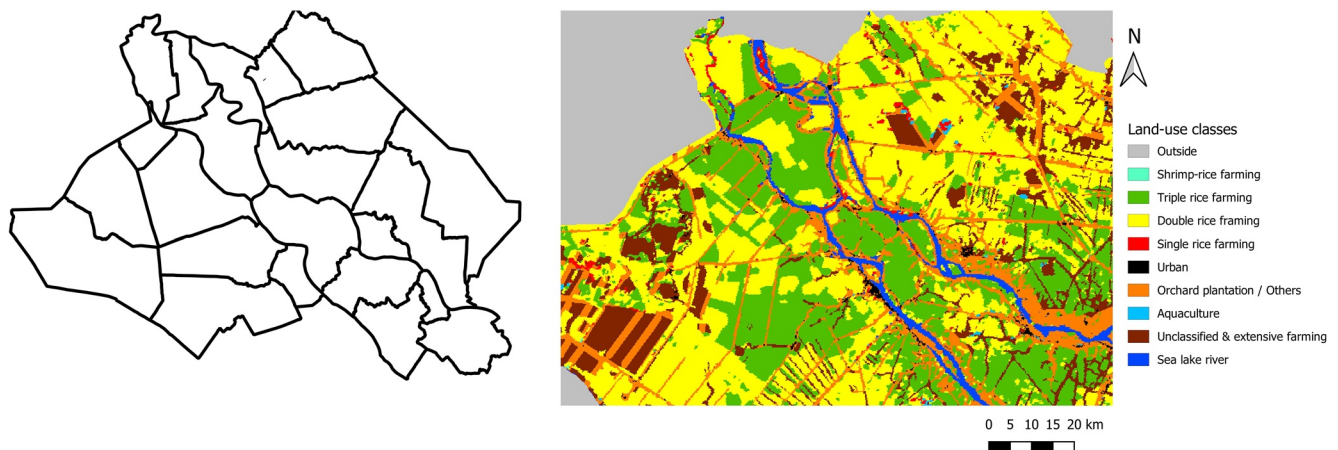 N
Land-use classes
Outside
Shrimp-rice farming
Triple rice farming
Double rice framing
Single rice farming
Urban
Orchard plantation / Others
Aquaculture
Unclassified & extensive farming
Sea lake river
0 5 10 15 20 km